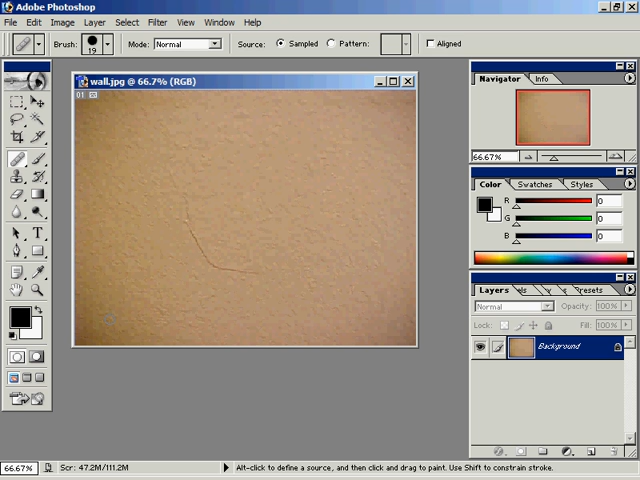 Adobe Photoshop
File Edit Image Layer Select Filter View Window Help
Brush: 19 Mode: Normal Source: Sampled Pattern: Aligned
wall.jpg @ 66.7% (RGB)
01
Navigator Info
66.67%
Color Swatches Styles
R 0
G 0
B 0
Layers els resets
Normal Opacity: 100%
Lock: Fill: 100%
Background
T
66.67% Scr: 47.2M/111.2M Alt-click to define a source, and then click and drag to paint. Use Shift to constrain stroke.